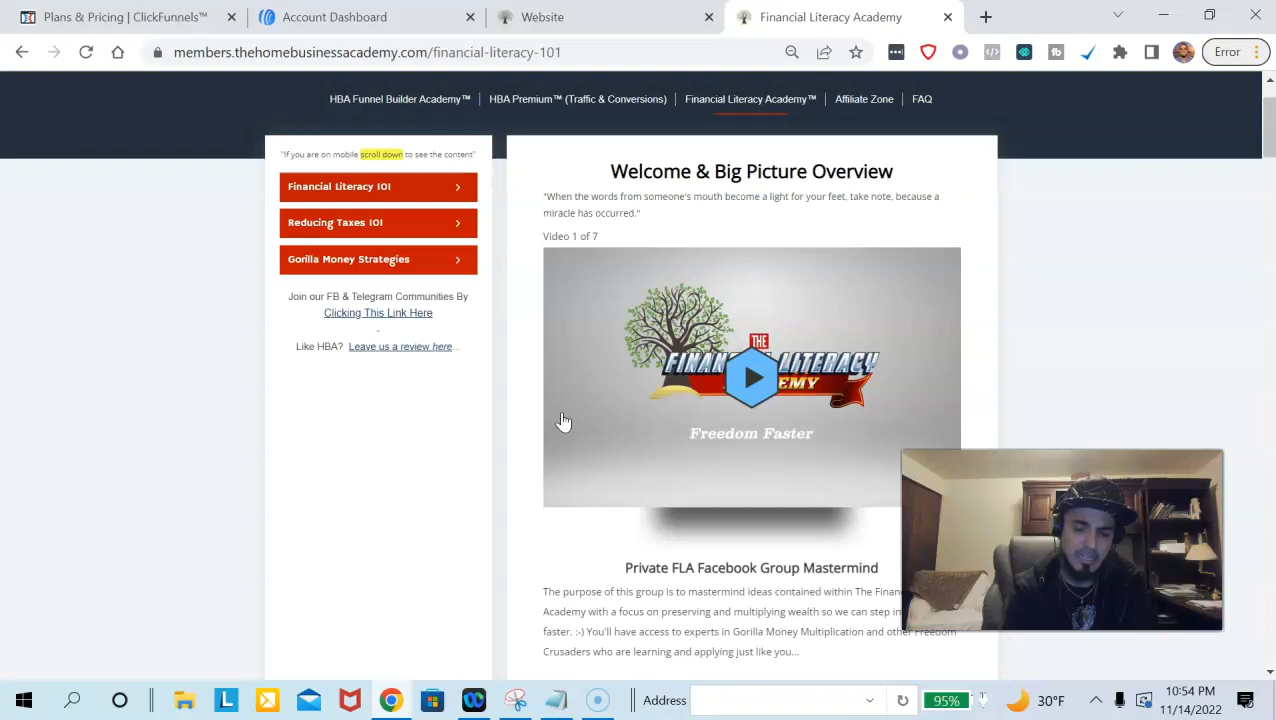 Plans & Pricing | ClickFunnels™
Account Dashboard
Website
Financial Literacy Academy
members.thehomebusinessacademy.com/financial-literacy-101
Error
HBA Funnel Builder Academy™
HBA Premium™ (Traffic & Conversions)
Financial Literacy Academy™
Affiliate Zone
FAQ
"If you are on mobile scroll down to see the content"
Financial Literacy 101
Reducing Taxes 101
Gorilla Money Strategies
Join our FB & Telegram Communities By
Clicking This Link Here
-
Like HBA? Leave us a review here...
Welcome & Big Picture Overview
"When the words from someone's mouth become a light for your feet, take note, because a
miracle has occurred."
Video 1 of 7
THE
LITERACY
Freedom Faster
Private FLA Facebook Group Mastermind
The purpose of this group is to mastermind ideas contained within The
Academy with a focus on preserving and multiplying wealth so we can step
faster. :-) You'll have access to experts in Gorilla Money Multiplication and other Freedom
Crusaders who are learning and applying just like you...
Address
95%
30°F
10:54 PM
11/14/2022